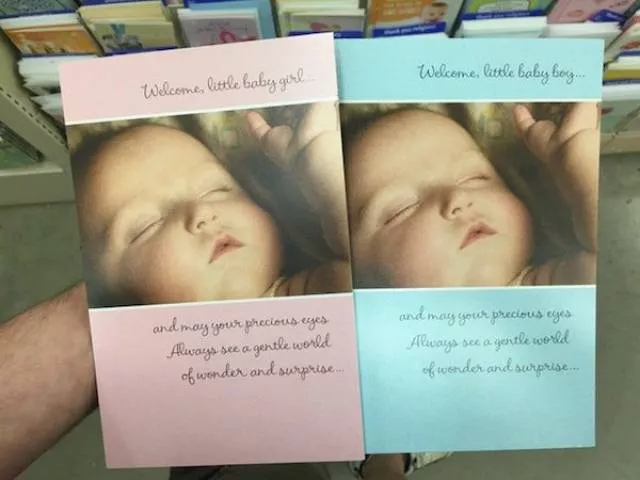 Welcome, little baby girl...
and may your precious eyes
Always see a gentle world
of wonder and surprise...
Welcome, little baby boy...
and may your precious eyes
Always see a gentle world
of wonder and surprise...